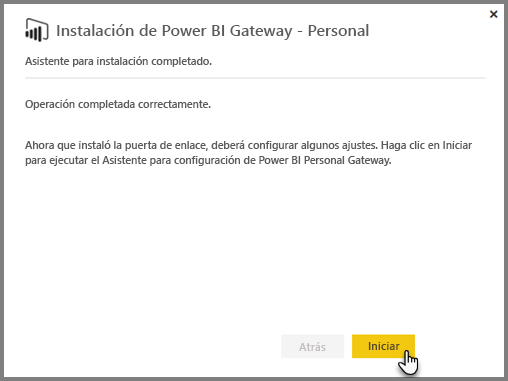 Instalación de Power BI Gateway - Personal
Asistente para instalación completado.
Operación completada correctamente.
Ahora que instaló la puerta de enlace, deberá configurar algunos ajustes. Haga clic en Iniciar
para ejecutar el Asistente para configuración de Power BI Personal Gateway.
Atrás
Iniciar